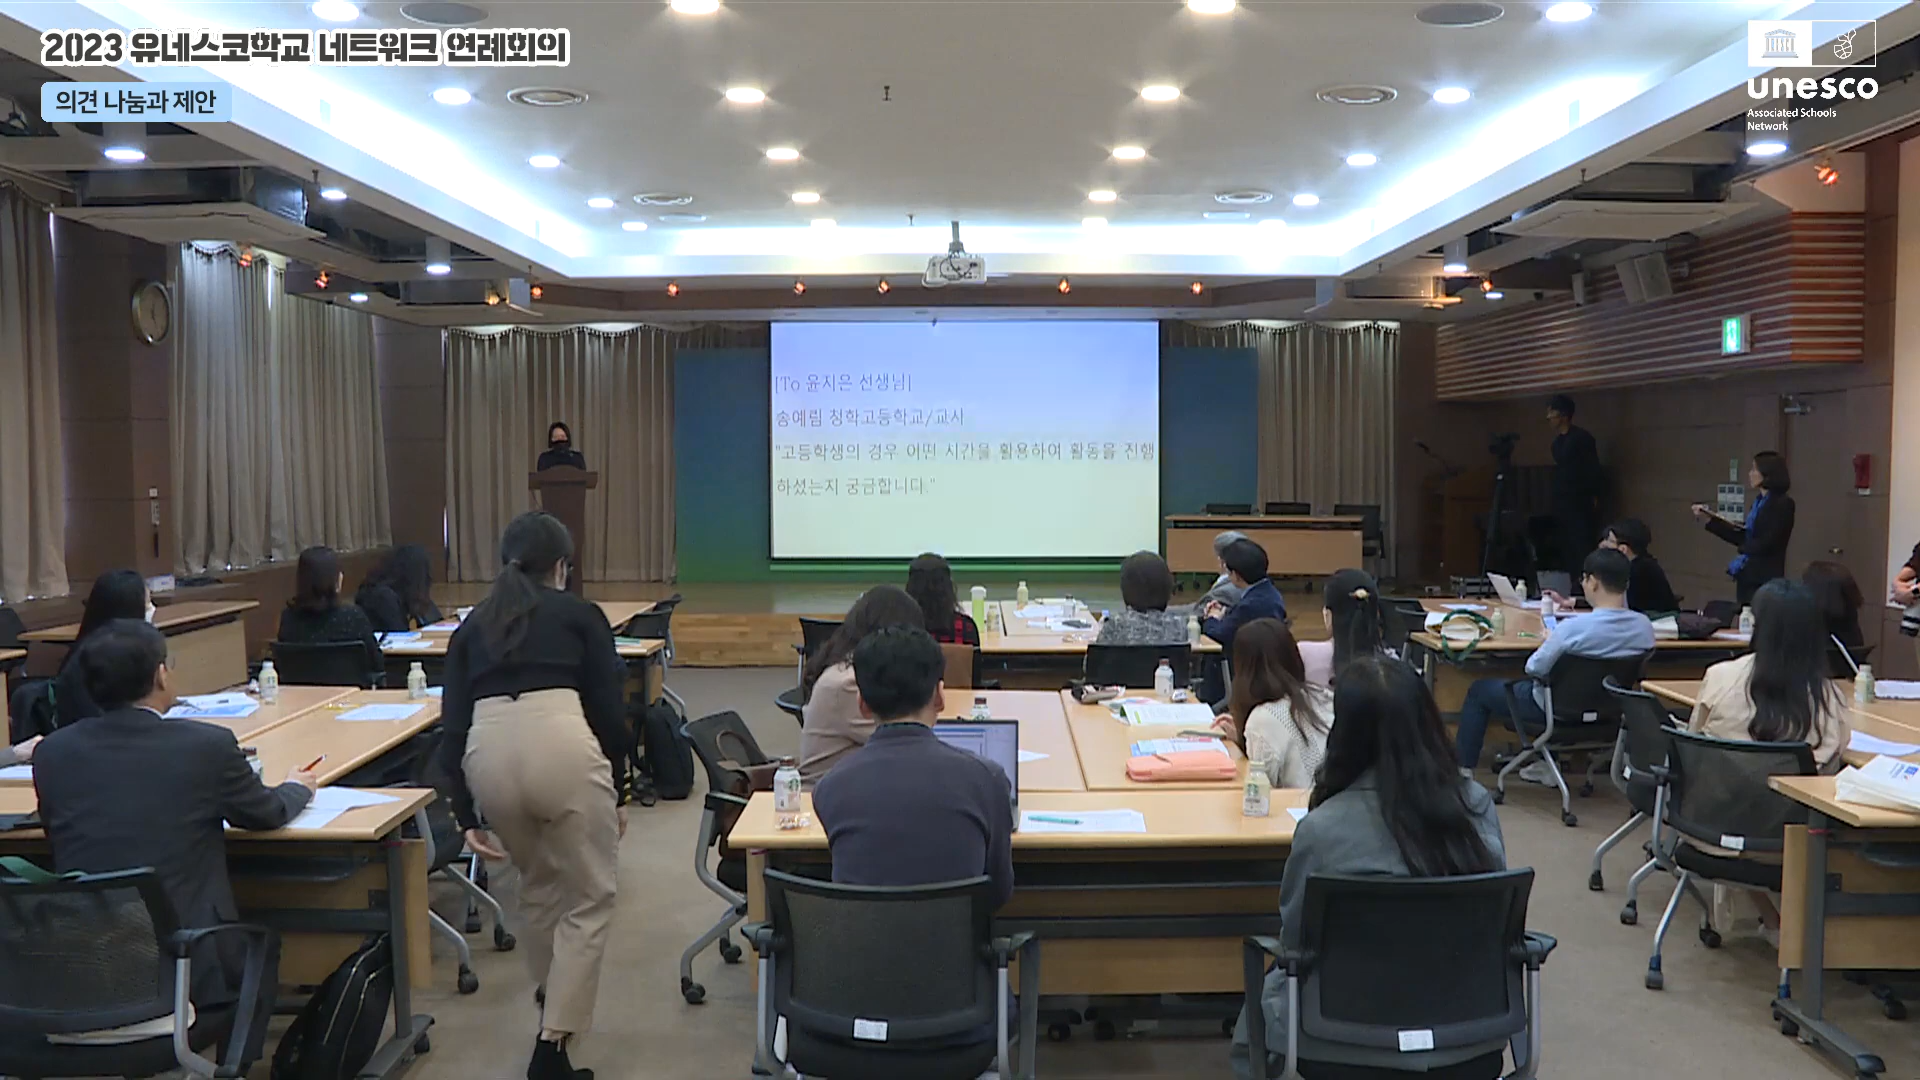 2023 유네스코학교 네트워크 연례회의
의견 나눔과 제안
unesco
Associated Schools
Network
[To 윤지은 선생님]
송예림 청학고등학교/교사
"고등학생의 경우 어떤 시간을 활용하여 활동을 진행
하셨는지 궁금합니다."